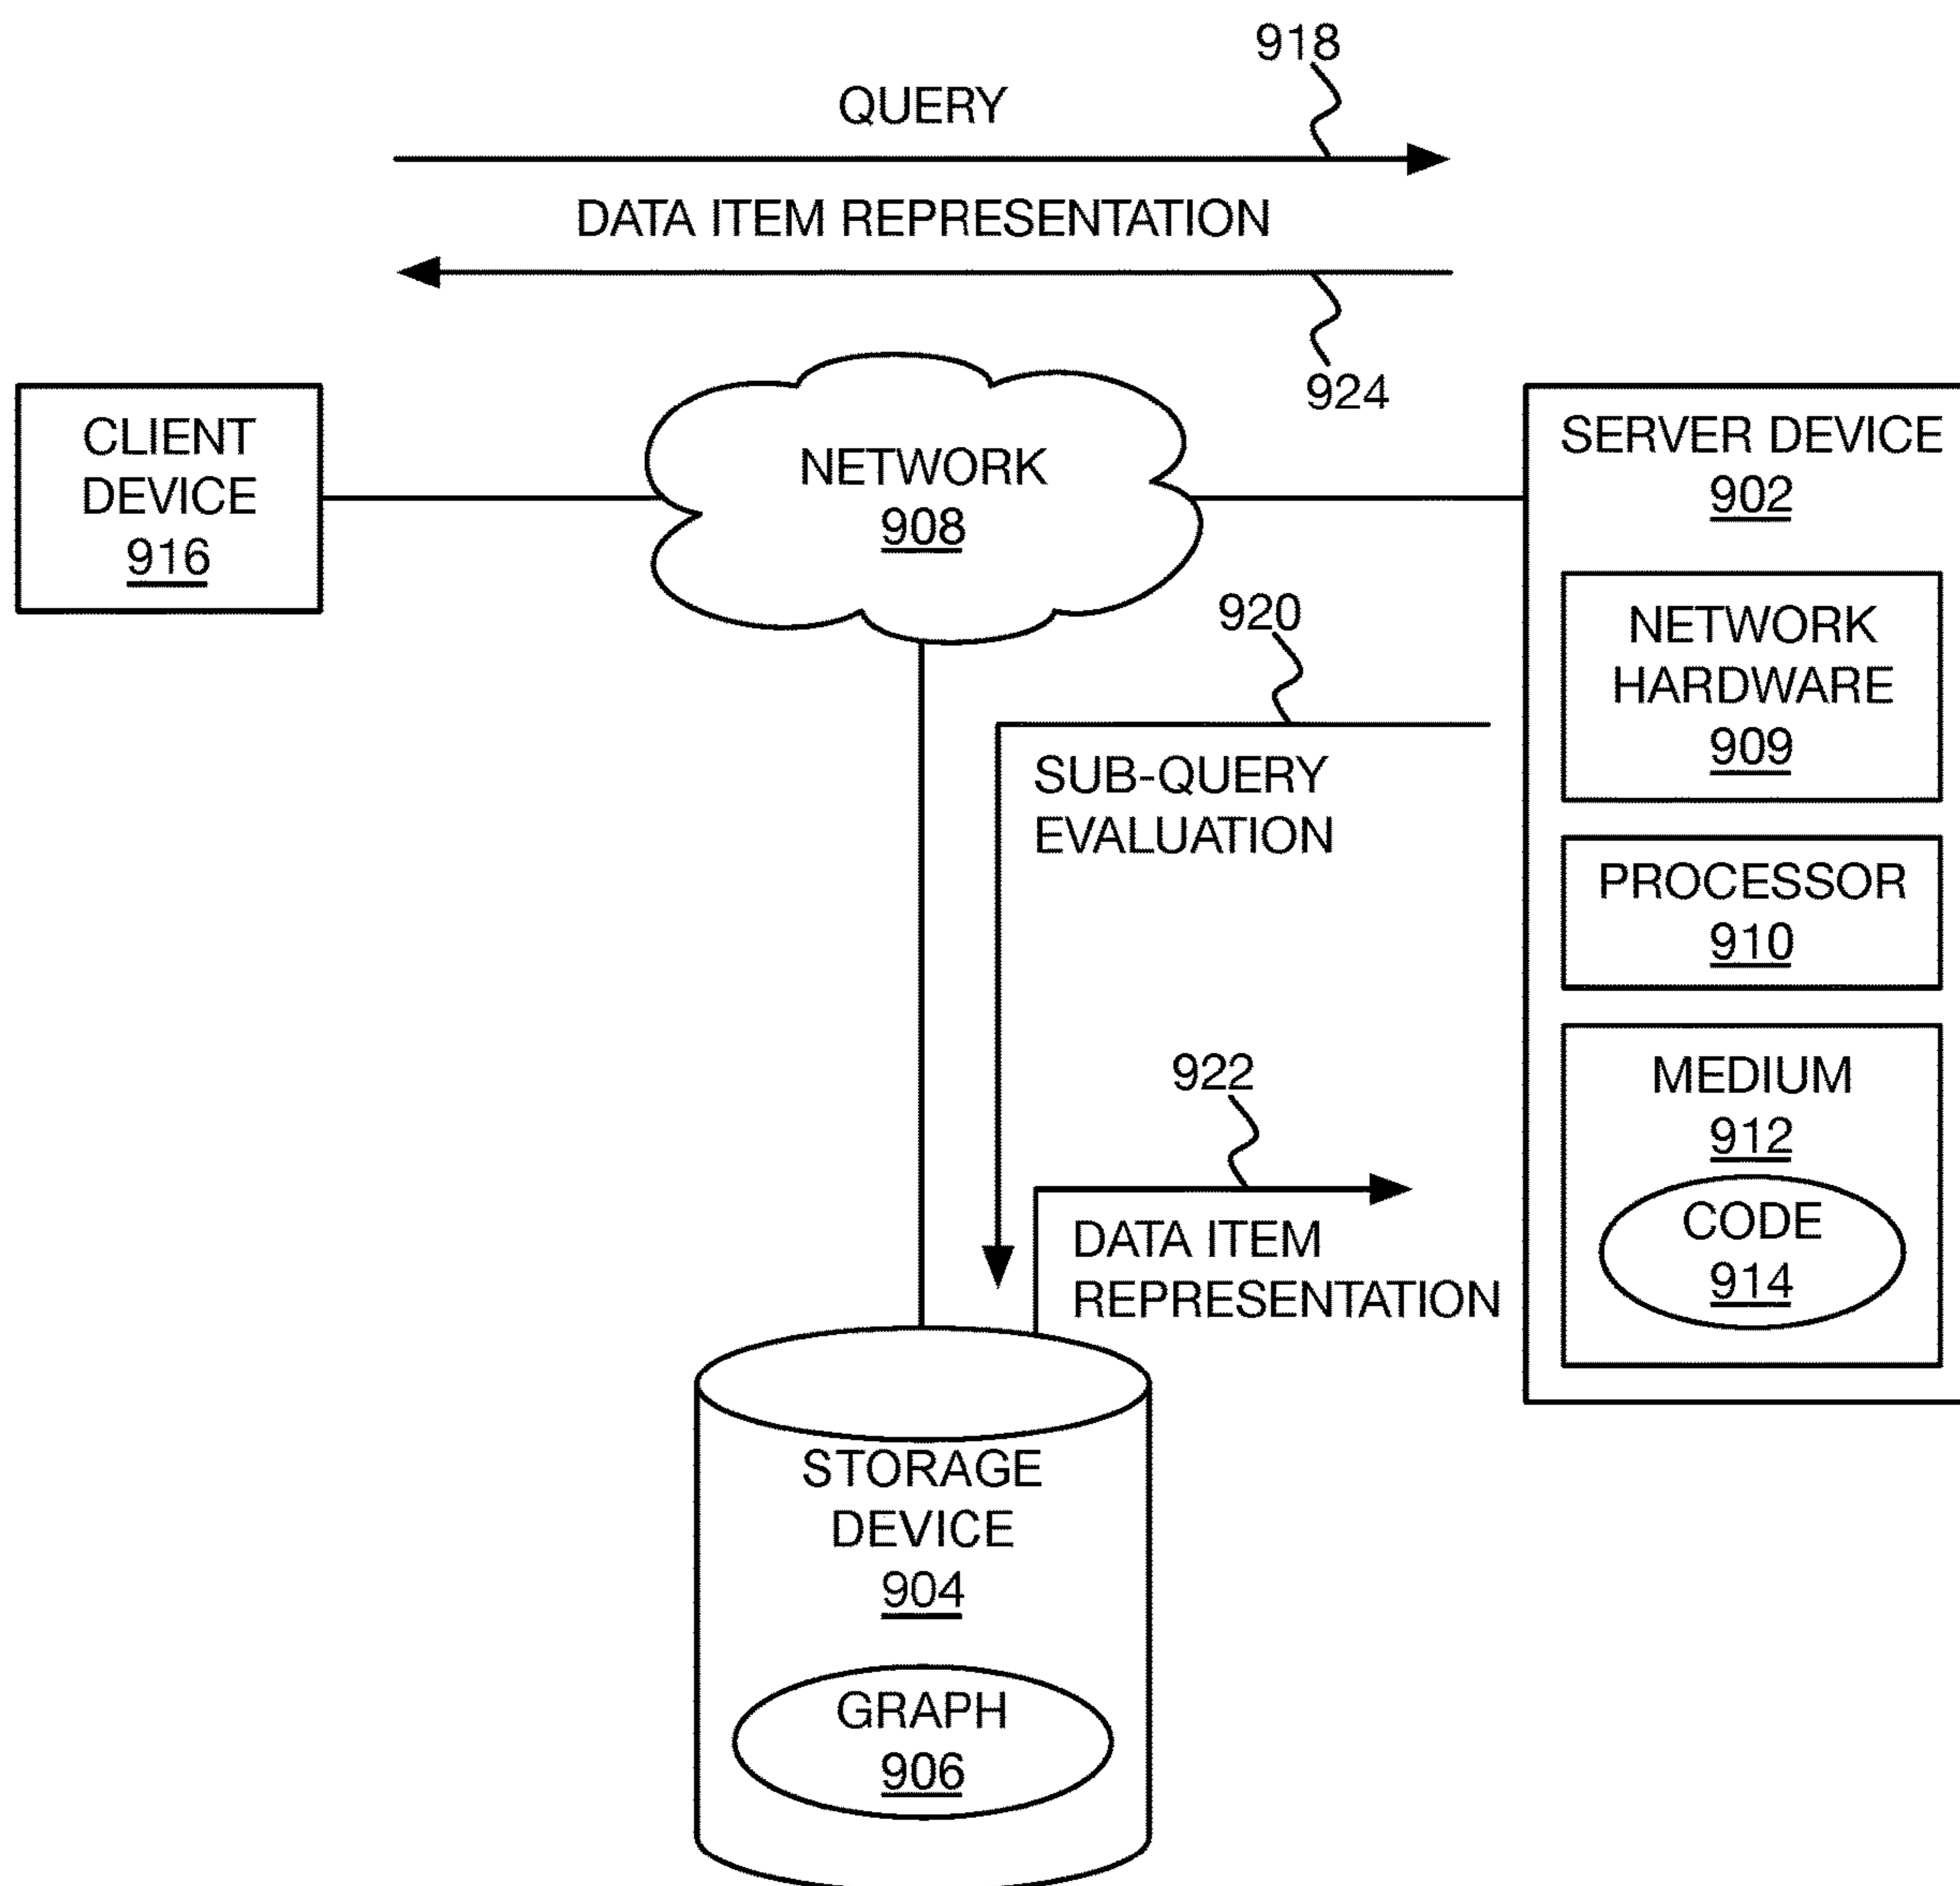 918
QUERY
DATA ITEM REPRESENTATION
924
CLIENT
DEVICE
916
NETWORK
908
SERVER DEVICE
902
NETWORK
HARDWARE
909
920
SUB-QUERY
EVALUATION
PROCESSOR
910
922
DATA ITEM
REPRESENTATION
MEDIUM
912
CODE
914
STORAGE
DEVICE
904
GRAPH
906